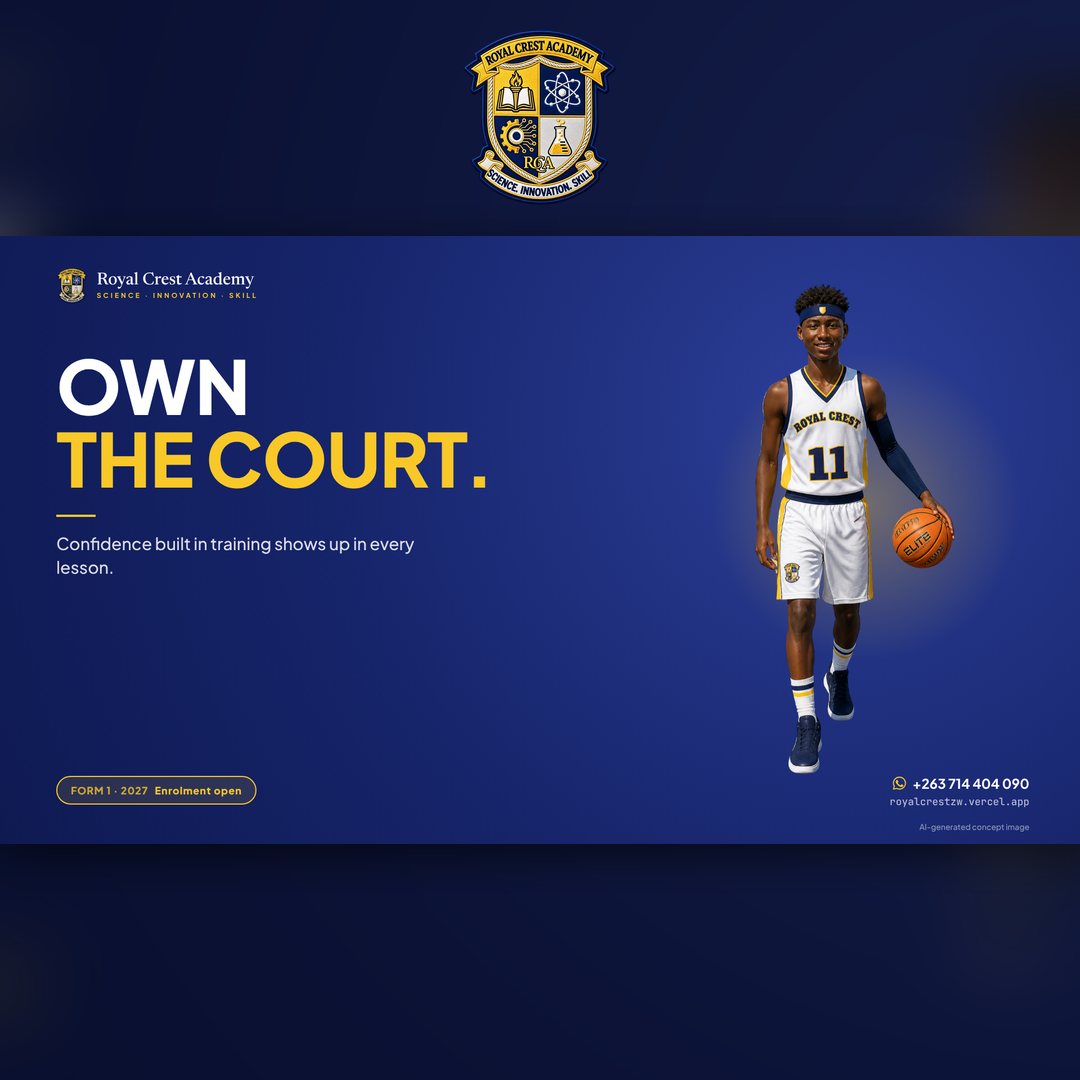 ROYAL CREST ACADEMY
RCA
SCIENCE. INNOVATION. SKILL
Royal Crest Academy
SCIENCE · INNOVATION · SKILL
OWN
THE COURT.
Confidence built in training shows up in every
lesson.
ROYAL CREST
11
ELITE
FORM 1 · 2027 Enrolment open
+263 714 404 090
royalcrestzw.vercel.app
AI-generated concept image